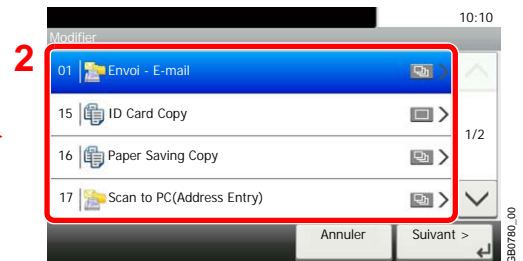 10:10
Modifier
2
01 Envoi - E-mail
15 ID Card Copy
16 Paper Saving Copy
1/2
17 Scan to PC(Address Entry)
Annuler
Suivant >
GB0780_00